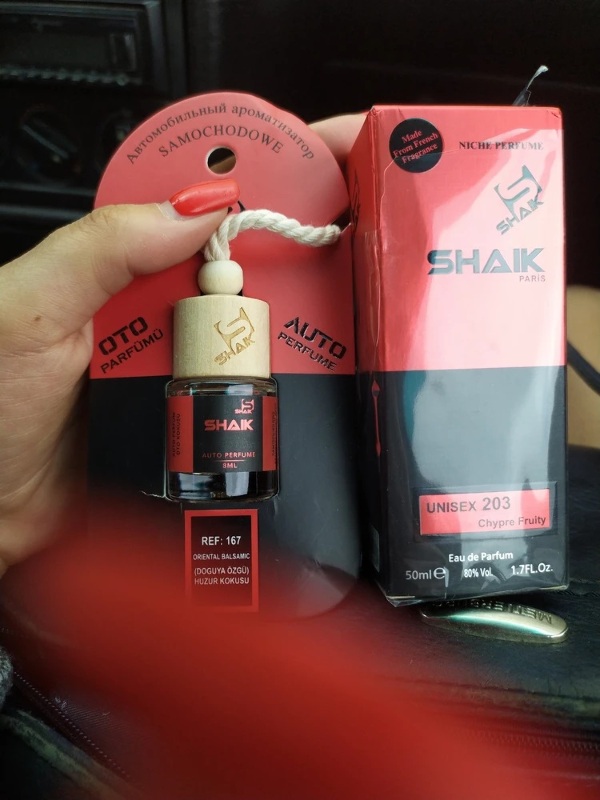 Автомобильный ароматизатор
SAMOCHODOWE
OTO
PARFÜMÜ
AUTO
PERFUME
SHAIK
SHAIK
SHAIK
AUTO PERFUME
8ML
REF: 167
ORIENTAL BALSAMIC
(DOGUYA ÖZGÜ)
HUZUR KOKUSU
Made
From French
Fragrance
NICHE PERFUME
SHAIK
SHAIK
PARIS
UNISEX 203
Chypre Fruity
Eau de Parfum
50ml e 80% Vol. 1.7FL.Oz.